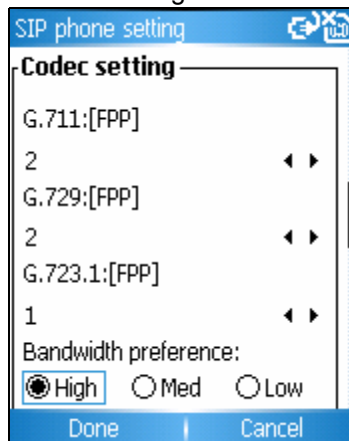 SIP phone setting
Codec setting
G.711:[FPP]
2
G.729:[FPP]
2
G.723.1:[FPP]
1
Bandwidth preference:
High Med Low
Done Cancel